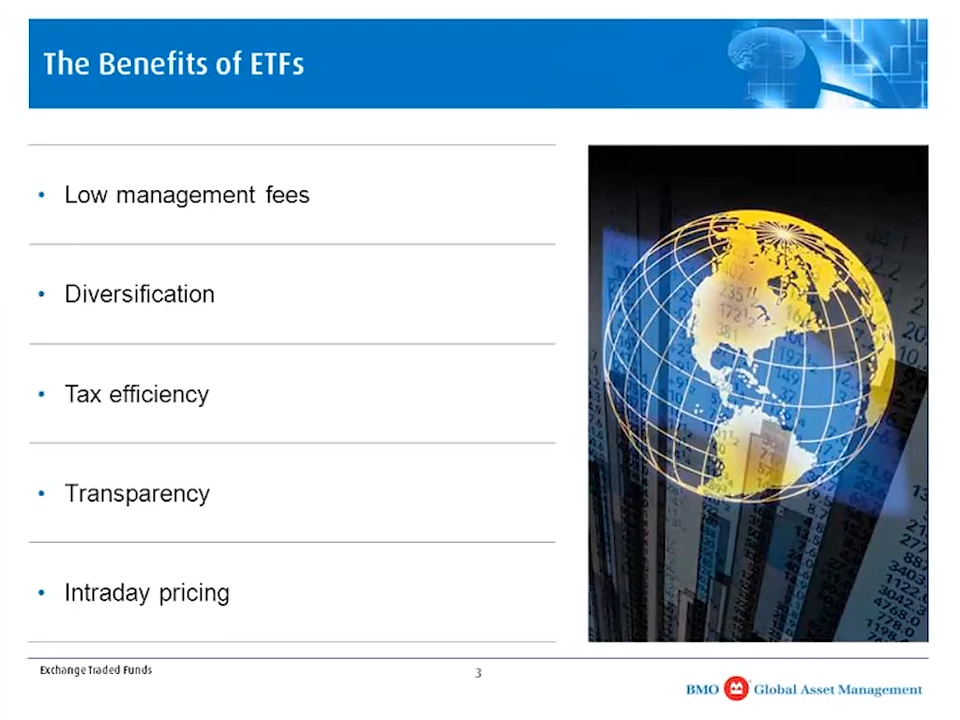 The Benefits of ETFs
• Low management fees
• Diversification
• Tax efficiency
• Transparency
• Intraday pricing
Exchange Traded Funds
3
BMO Global Asset Management